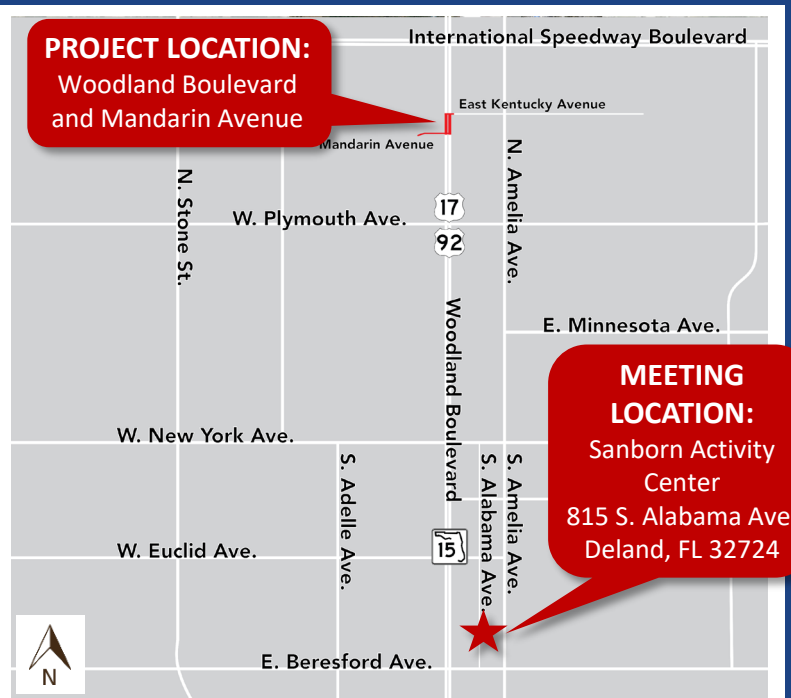 International Speedway Boulevard
PROJECT LOCATION:
Woodland Boulevard
and Mandarin Avenue
East Kentucky Avenue
Mandarin Avenue
N. Stone St.
N. Amelia Ave.
17
W. Plymouth Ave.
92
Woodland Boulevard
E. Minnesota Ave.
MEETING
LOCATION:
Sanborn Activity
Center
815 S. Alabama Ave
Deland, FL 32724
W. New York Ave.
S. Adelle Ave.
S. Alabama Ave.
S. Amelia Ave.
15
W. Euclid Ave.
E. Beresford Ave.
N